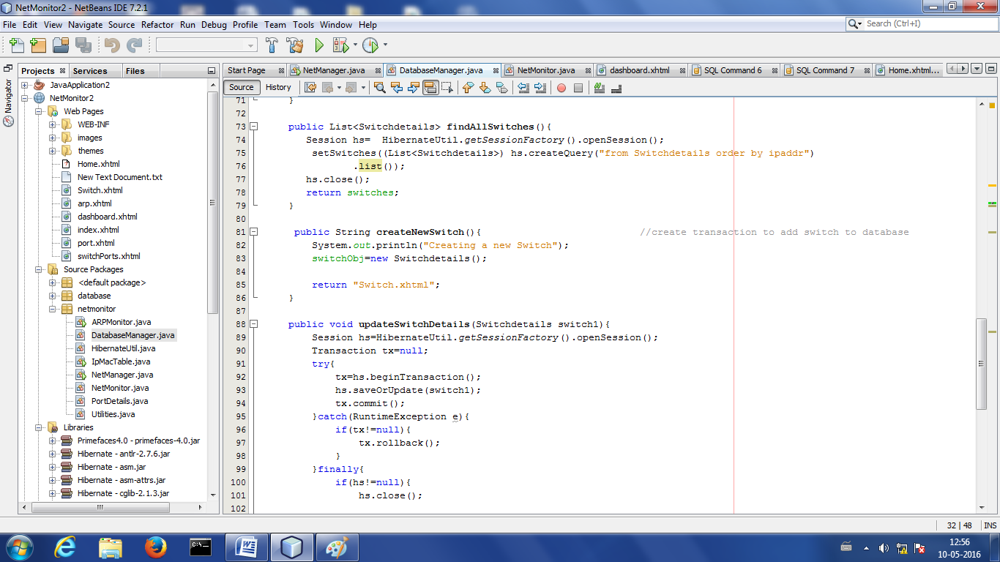 NetMonitor2 - NetBeans IDE 7.2.1
File Edit View Navigate Source Refactor Run Debug Profile Team Tools Window Help
Search (Ctrl+I)
Navigator
Projects Services Files
JavaApplication2
NetMonitor2
Web Pages
WEB-INF
images
themes
Home.xhtml
New Text Document.txt
Switch.xhtml
arp.xhtml
dashboard.xhtml
index.xhtml
port.xhtml
switchPorts.xhtml
Source Packages
<default package>
database
netmonitor
ARPMonitor.java
DatabaseManager.java
HibernateUtil.java
IpMacTable.java
NetManager.java
NetMonitor.java
PortDetails.java
Utilities.java
Libraries
Primefaces4.0 - primefaces-4.0.jar
Hibernate - antlr-2.7.6.jar
Hibernate - asm.jar
Hibernate - asm-attrs.jar
Hibernate - cglib-2.1.3.jar
Start Page NetManager.java DatabaseManager.java NetMonitor.java dashboard.xhtml SQL Command 6 SQL Command 7 Home.xhtml...
Source History
71 }
72
73 public List<Switchdetails> findAllSwitches(){
74 Session hs= HibernateUtil.getSessionFactory().openSession();
75 setSwitches((List<Switchdetails>) hs.createQuery("from Switchdetails order by ipaddr")
76 .list());
77 hs.close();
78 return switches;
79 }
80
81 public String createNewSwitch(){ //create transaction to add switch to database
82 System.out.println("Creating a new Switch");
83 switchObj=new Switchdetails();
84
85 return "Switch.xhtml";
86 }
87
88 public void updateSwitchDetails(Switchdetails switch1){
89 Session hs=HibernateUtil.getSessionFactory().openSession();
90 Transaction tx=null;
91 try{
92 tx=hs.beginTransaction();
93 hs.saveOrUpdate(switch1);
94 tx.commit();
95 }catch(RuntimeException e){
96 if(tx!=null){
97 tx.rollback();
98 }
99 }finally{
100 if(hs!=null){
101 hs.close();
102
32 | 48 INS
C:\
12:56
10-05-2016